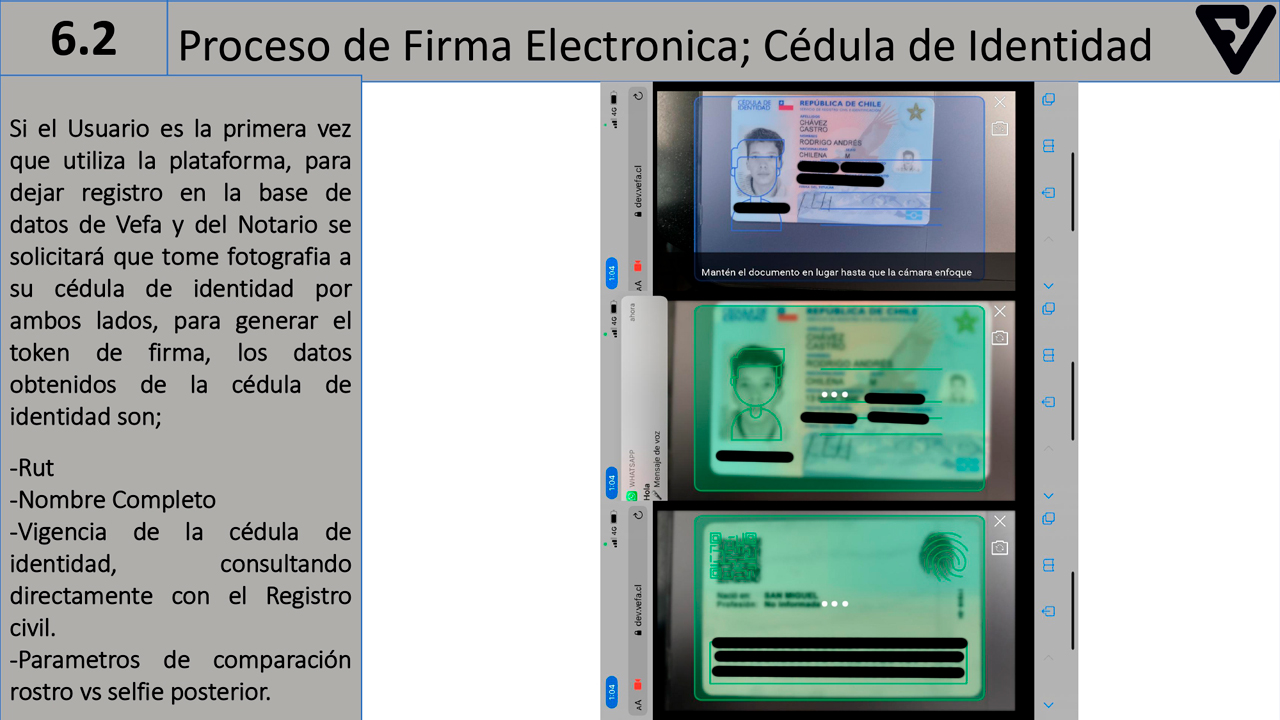 6.2
Proceso de Firma Electronica; Cédula de Identidad
Si el Usuario es la primera vez
que utiliza la plataforma, para
dejar registro en la base de
datos de Vefa y del Notario se
solicitará que tome fotografia a
su cédula de identidad por
ambos lados, para generar el
token de firma, los datos
obtenidos de la cédula de
identidad son;
-Rut
-Nombre Completo
-Vigencia de la cédula de
identidad, consultando
directamente con el Registro
civil.
-Parametros de comparación
rostro vs selfie posterior.
4G
dev.vefa.cl
AA
1:04
CÉDULA DE
IDENTIDAD
REPÚBLICA DE CHILE
CHÁVEZ
CASTRO
RODRIGO ANDRÉS
CHILENA M
Mantén el documento en lugar hasta que la cámara enfoque
4G
1:04
ahora
WHATSAPP
Hola
Mensaje de voz
CÉDULA DE
IDENTIDAD
REPÚBLICA DE CHILE
CHÁVEZ
CASTRO
RODRIGO ANDRÉS
CHILENA M
4G
dev.vefa.cl
AA
1:04
Nació en: SAN MIGUEL
Profesión: No informada